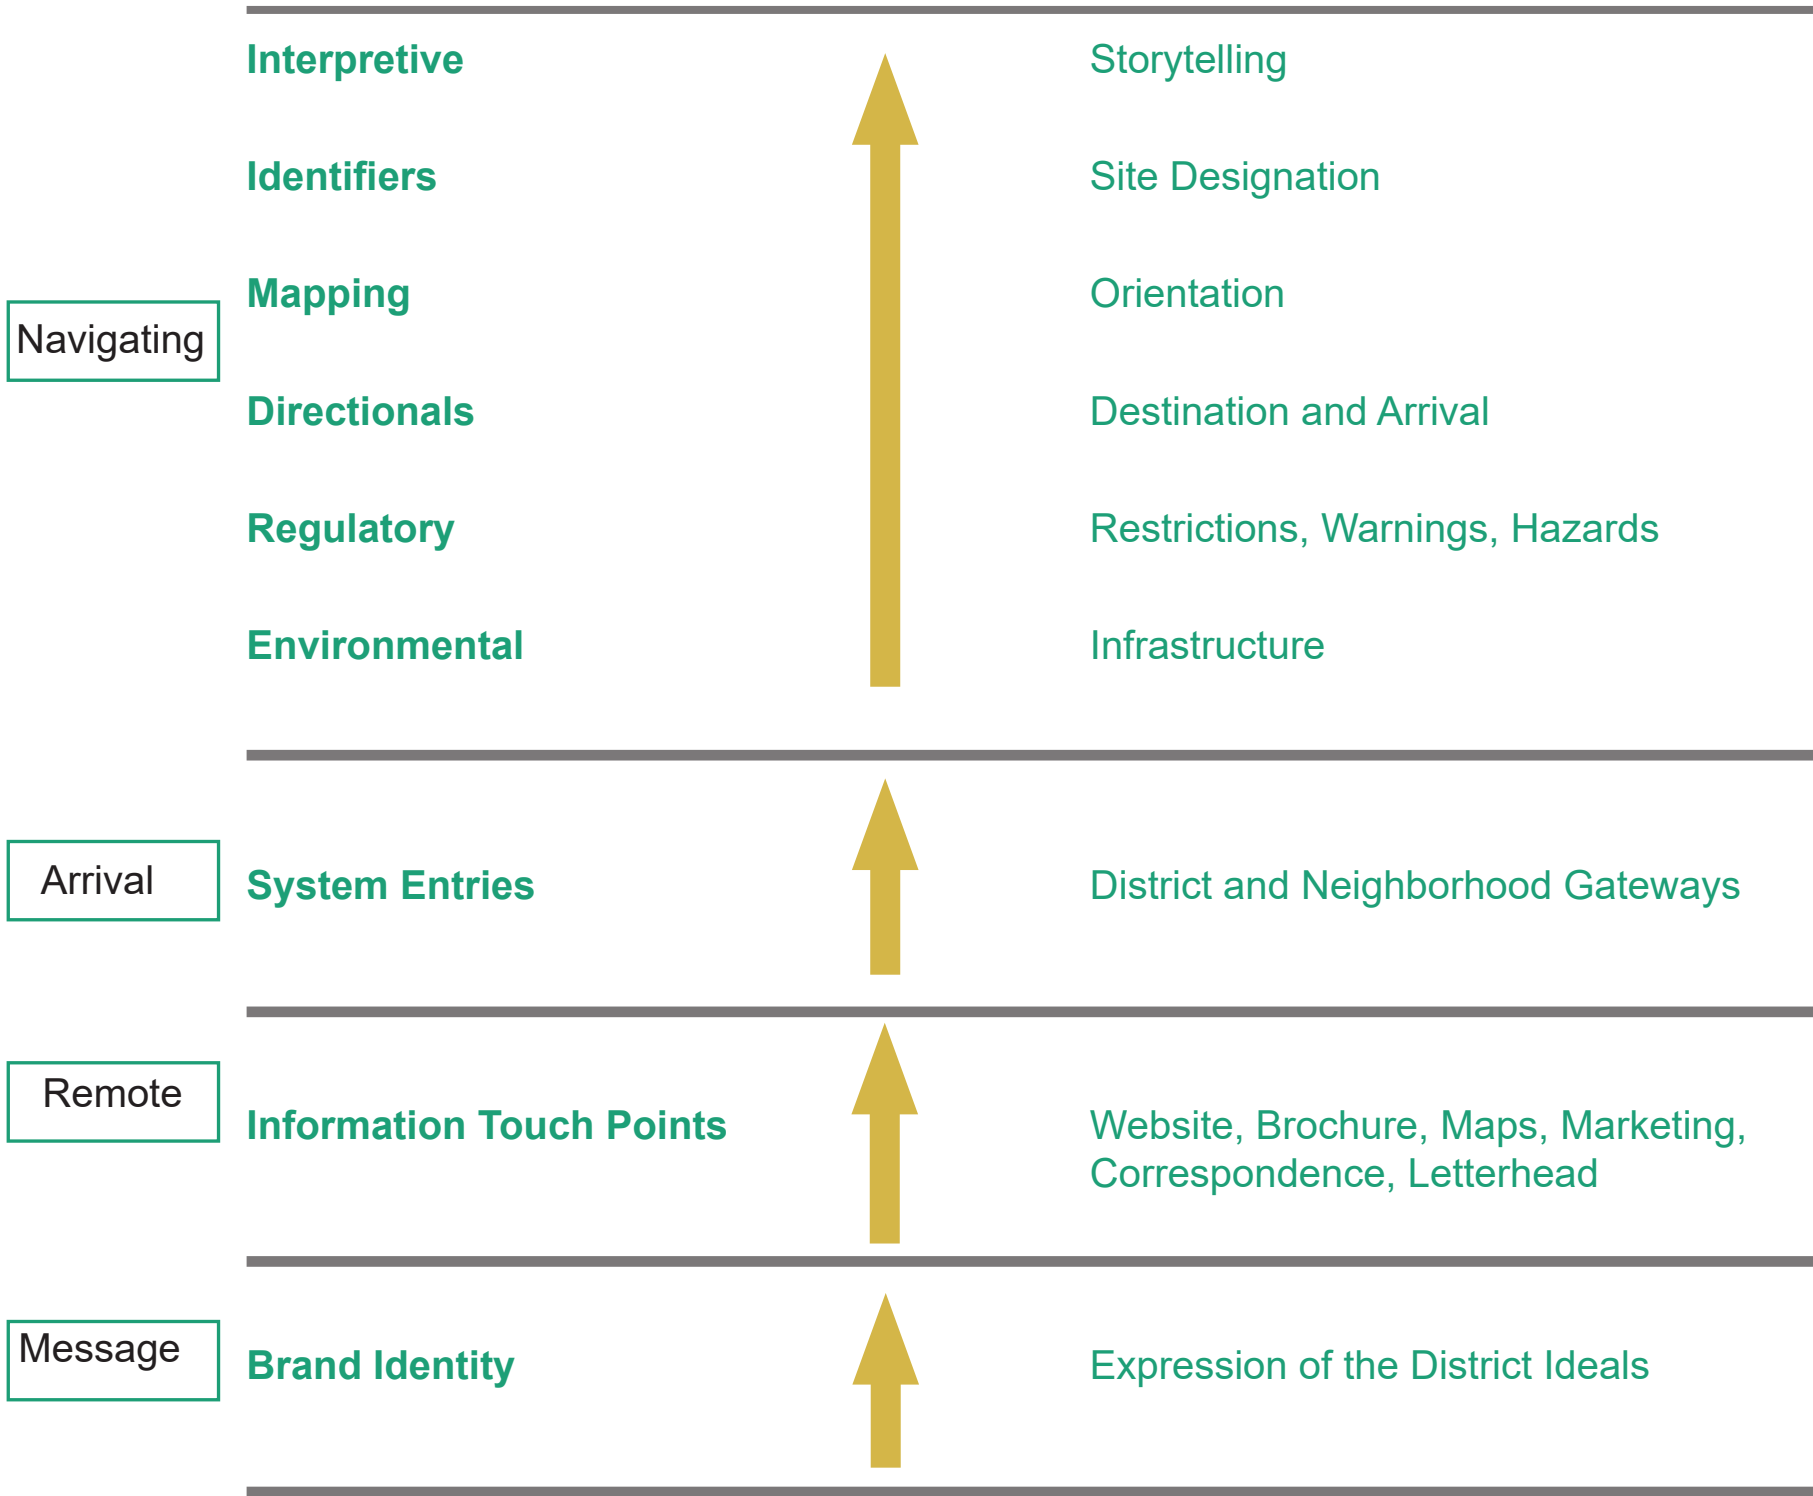 Interpretive Storytelling
Identifiers Site Designation
Mapping Orientation
Navigating
Directionals Destination and Arrival
Regulatory Restrictions, Warnings, Hazards
Environmental Infrastructure
Arrival
System Entries District and Neighborhood Gateways
Remote
Information Touch Points Website, Brochure, Maps, Marketing,
Correspondence, Letterhead
Message
Brand Identity Expression of the District Ideals